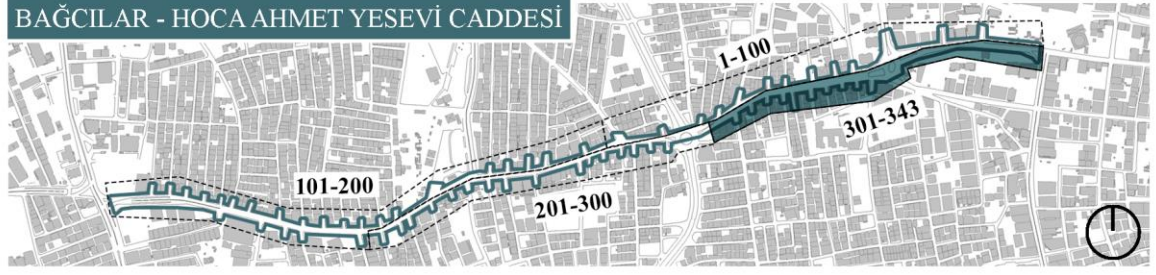 BAĞCILAR - HOCA AHMET YESEVİ CADDESİ
1-100
301-343
101-200
201-300